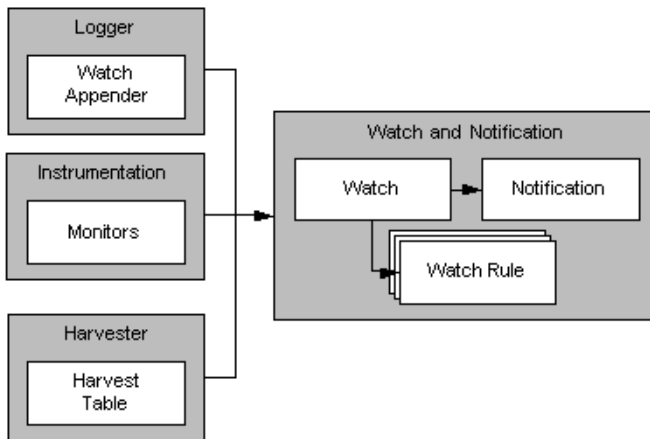 Logger
Watch
Appender
Instrumentation
Monitors
Harvester
Harvest
Table
Watch and Notification
Watch
Notification
Watch Rule